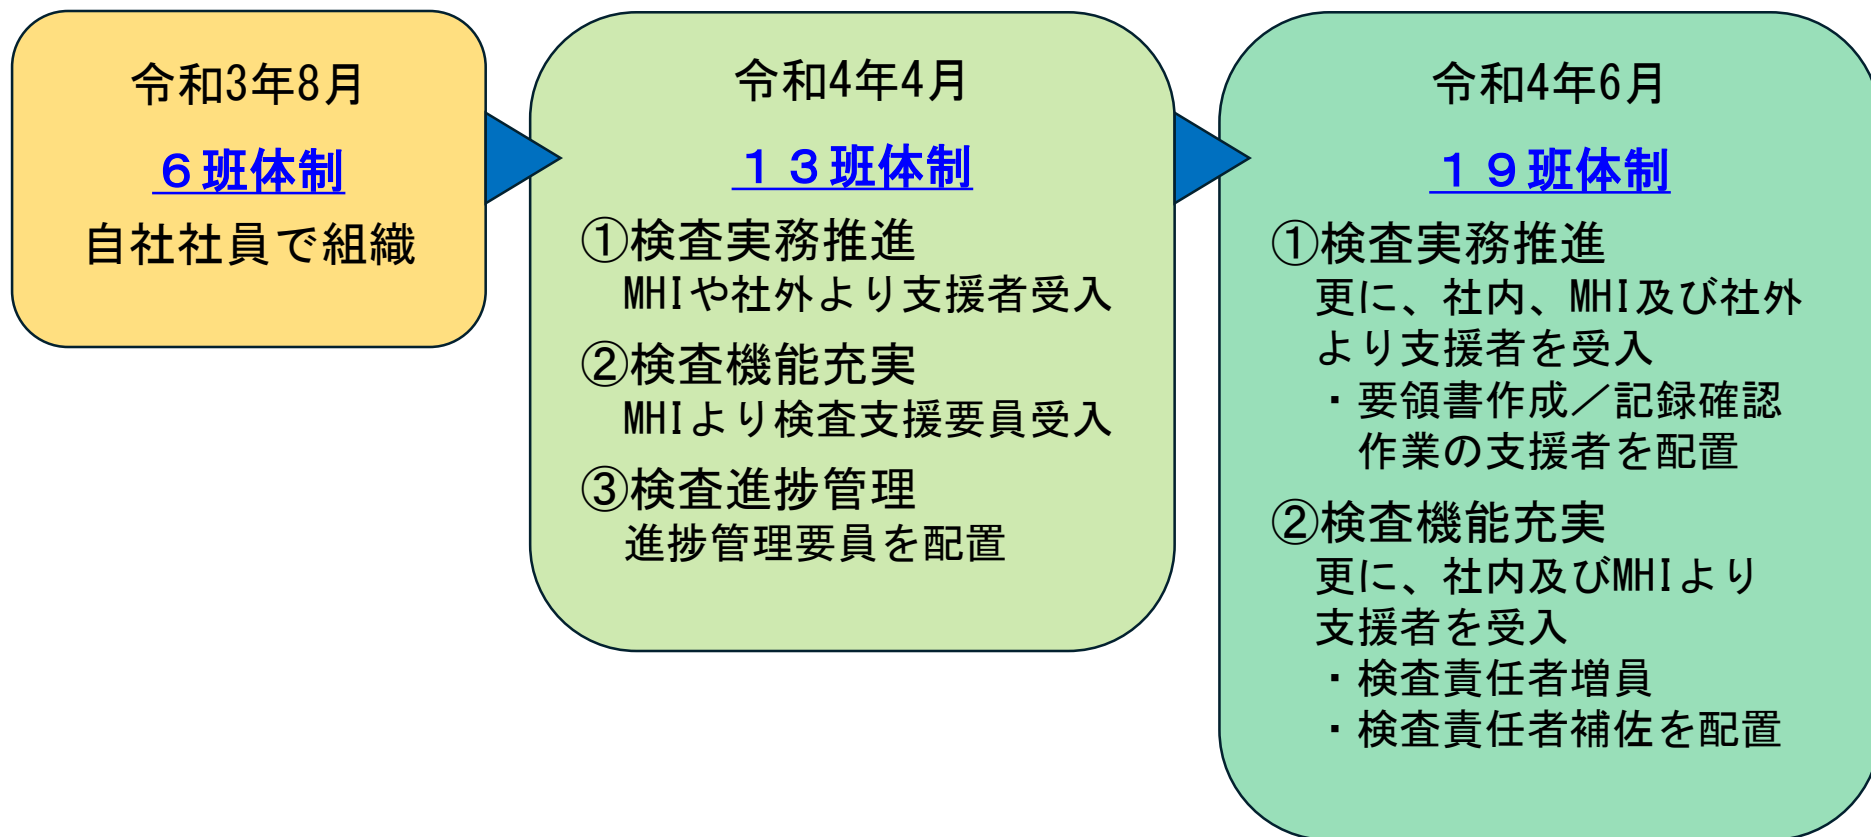 令和3年8月
６班体制
自社社員で組織
令和4年4月
１３班体制
①検査実務推進
MHIや社外より支援者受入
②検査機能充実
MHIより検査支援要員受入
③検査進捗管理
進捗管理要員を配置
令和4年6月
１９班体制
①検査実務推進
更に、社内、MHI及び社外
より支援者を受入
・要領書作成／記録確認
作業の支援者を配置
②検査機能充実
更に、社内及びMHIより
支援者を受入
・検査責任者増員
・検査責任者補佐を配置